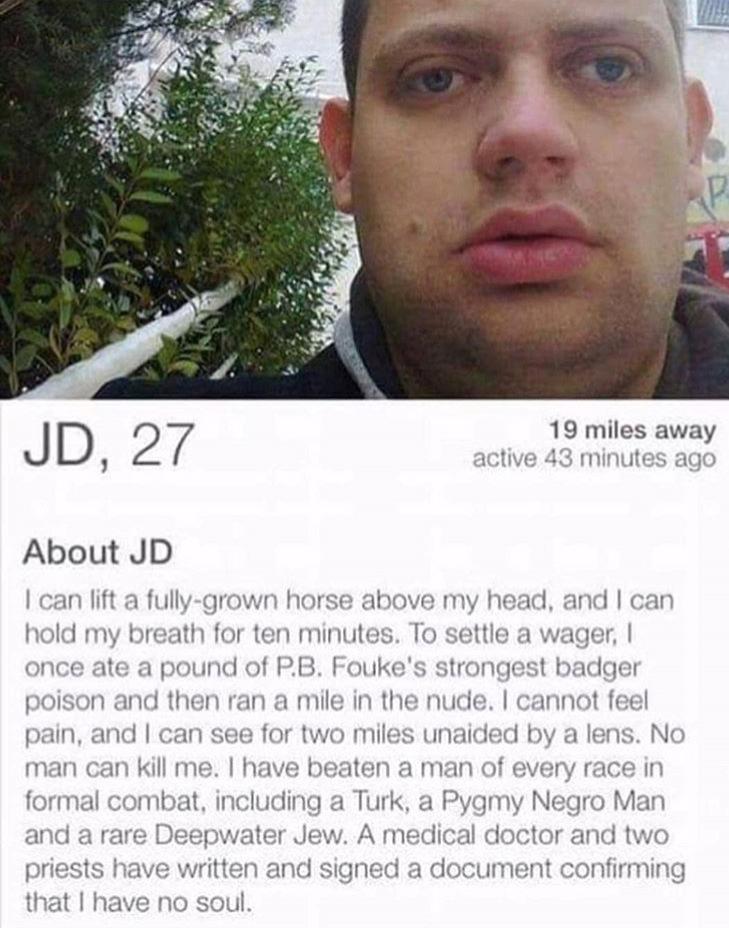 JD, 27
19 miles away
active 43 minutes ago
About JD
I can lift a fully-grown horse above my head, and I can
hold my breath for ten minutes. To settle a wager, I
once ate a pound of P.B. Fouke's strongest badger
poison and then ran a mile in the nude. I cannot feel
pain, and I can see for two miles unaided by a lens. No
man can kill me. I have beaten a man of every race in
formal combat, including a Turk, a Pygmy Negro Man
and a rare Deepwater Jew. A medical doctor and two
priests have written and signed a document confirming
that I have no soul.